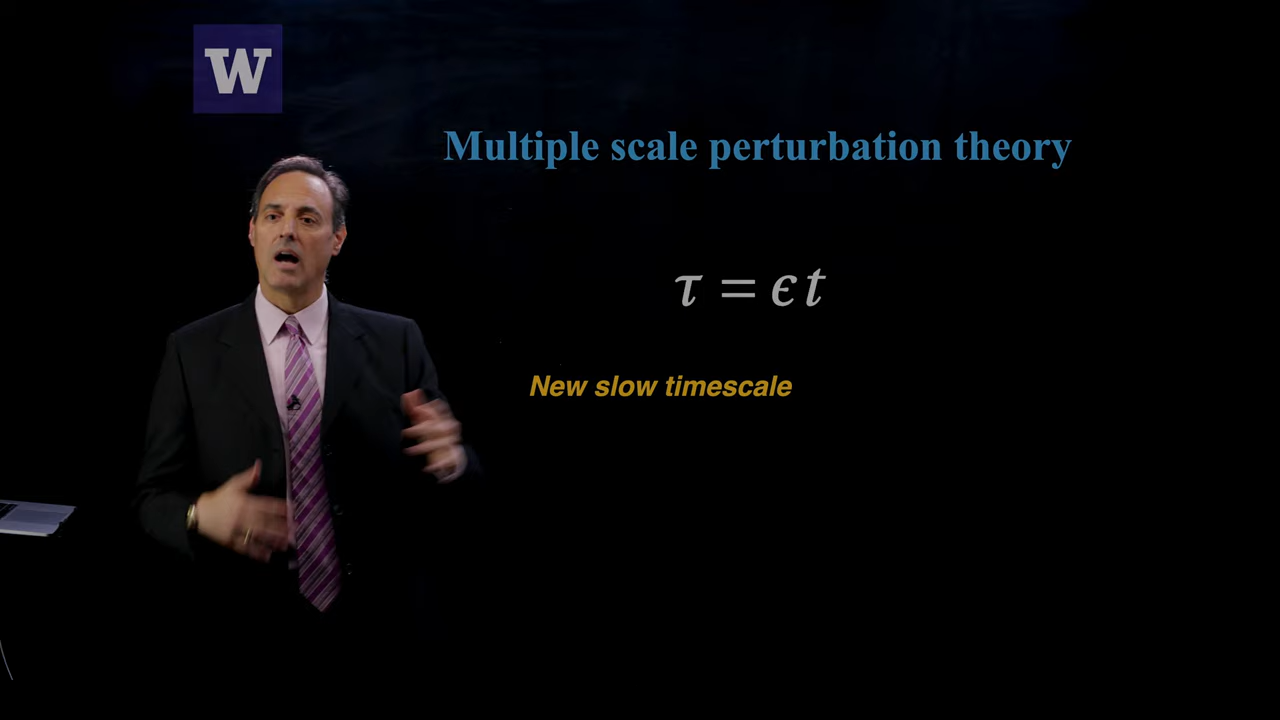 W
Multiple scale perturbation theory
τ = ϵt
New slow timescale